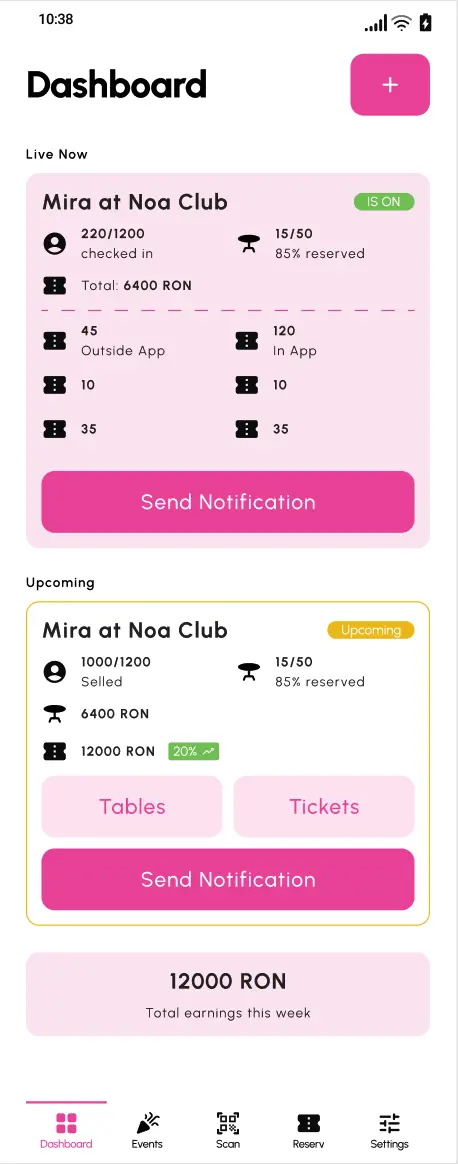 10:38
Dashboard
+
Live Now
Mira at Noa Club
IS ON
220/1200
checked in
15/50
85% reserved
Total: 6400 RON
45
Outside App
120
In App
10
10
35
35
Send Notification
Upcoming
Mira at Noa Club
Upcoming
1000/1200
Selled
15/50
85% reserved
6400 RON
12000 RON
20%
Tables
Tickets
Send Notification
12000 RON
Total earnings this week
Dashboard
Events
Scan
Reserv
Settings